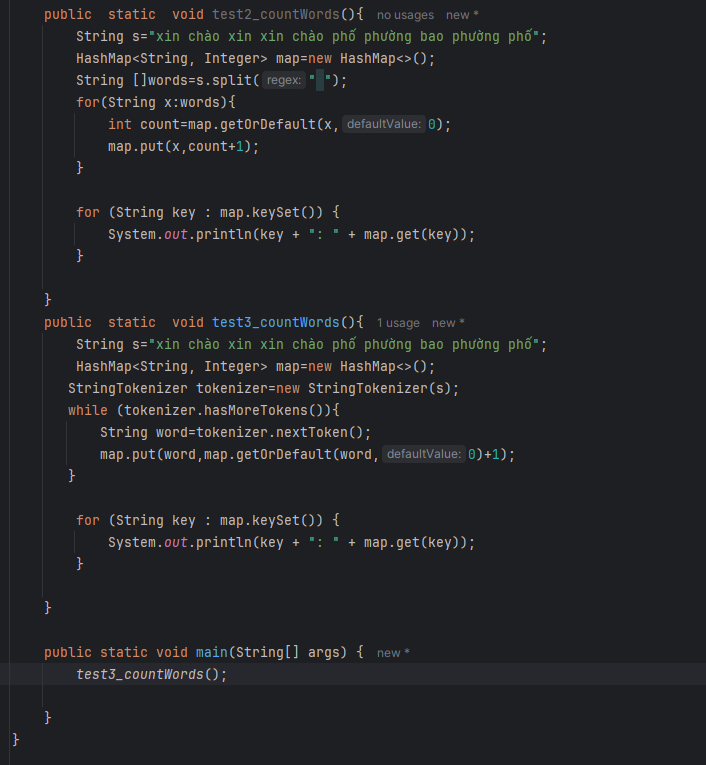 public  static  void test2_countWords(){  no usages  new *
    String s="xin chào xin xin chào phố phường bao phường phố";
    HashMap<String, Integer> map=new HashMap<>();
    String []words=s.split( regex: " ");
    for(String x:words){
        int count=map.getOrDefault(x, defaultValue: 0);
        map.put(x,count+1);
    }
    for (String key : map.keySet()) {
        System.out.println(key + ": " + map.get(key));
    }
}
public  static  void test3_countWords(){  1 usage  new *
    String s="xin chào xin xin chào phố phường bao phường phố";
    HashMap<String, Integer> map=new HashMap<>();
   StringTokenizer tokenizer=new StringTokenizer(s);
   while (tokenizer.hasMoreTokens()){
       String word=tokenizer.nextToken();
       map.put(word,map.getOrDefault(word, defaultValue: 0)+1);
   }
    for (String key : map.keySet()) {
        System.out.println(key + ": " + map.get(key));
    }
}
public static void main(String[] args) {  new *
    test3_countWords();
}
}